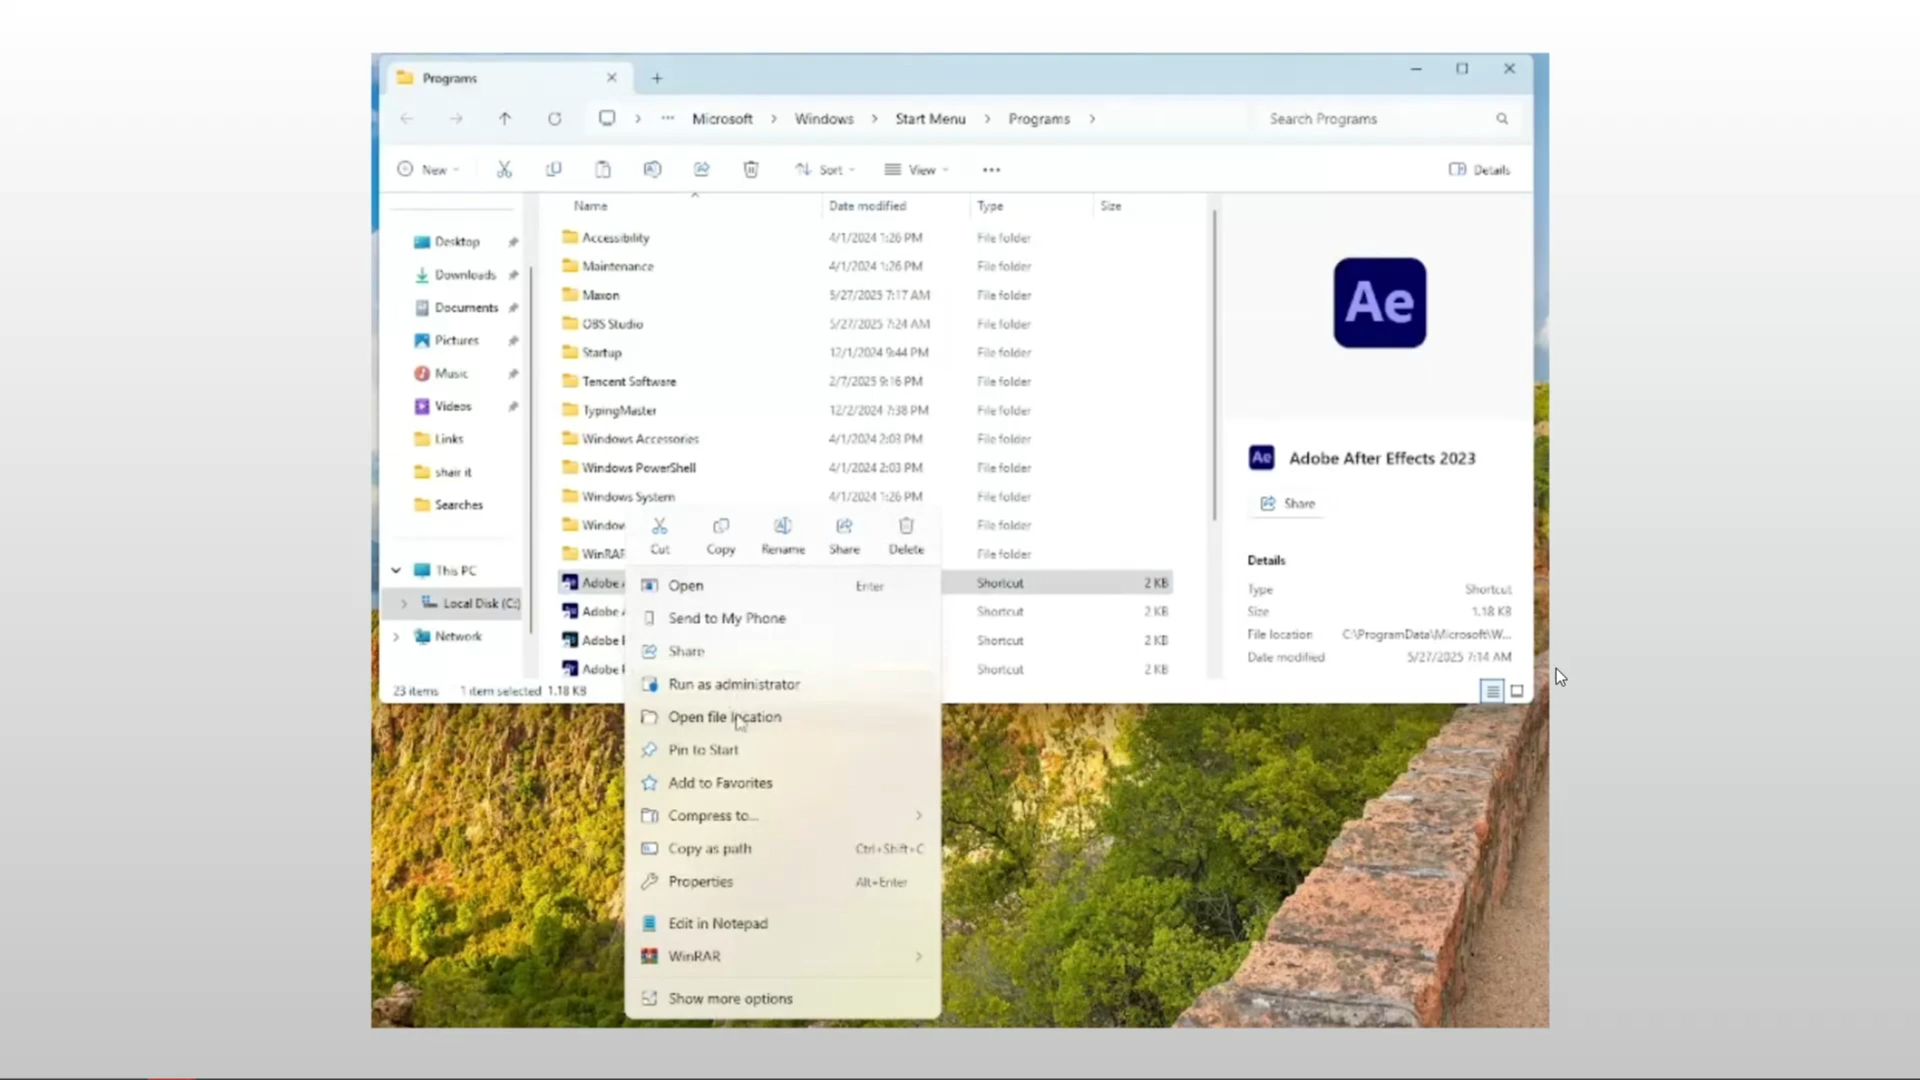 Programs
Microsoft > Windows > Start Menu > Programs >
Search Programs
New
Sort
View
Details
Name
Date modified
Type
Size
Desktop
Downloads
Documents
Pictures
Music
Videos
Links
shair it
Searches
This PC
Local Disk (C:)
Network
Accessibility 4/1/2024 1:26 PM File folder
Maintenance 4/1/2024 1:26 PM File folder
Maxon 5/27/2025 7:17 AM File folder
OBS Studio 5/27/2025 7:24 AM File folder
Startup 12/1/2024 9:44 PM File folder
Tencent Software 2/7/2025 9:16 PM File folder
TypingMaster 12/2/2024 7:38 PM File folder
Windows Accessories 4/1/2024 2:03 PM File folder
Windows PowerShell 4/1/2024 2:03 PM File folder
Windows System 4/1/2024 1:26 PM File folder
Window File folder
WinRAR File folder
Adobe Shortcut 2 KB
Adobe Shortcut 2 KB
Adobe Shortcut 2 KB
Adobe Shortcut 2 KB
23 items 1 item selected 1.18 KB
Cut
Copy
Rename
Share
Delete
Open Enter
Send to My Phone
Share
Run as administrator
Open file location
Pin to Start
Add to Favorites
Compress to...
Copy as path Ctrl+Shift+C
Properties Alt+Enter
Edit in Notepad
WinRAR
Show more options
Ae
Ae Adobe After Effects 2023
Share
Details
Type Shortcut
Size 1.18 KB
File location C:\ProgramData\Microsoft\W...
Date modified 5/27/2025 7:14 AM